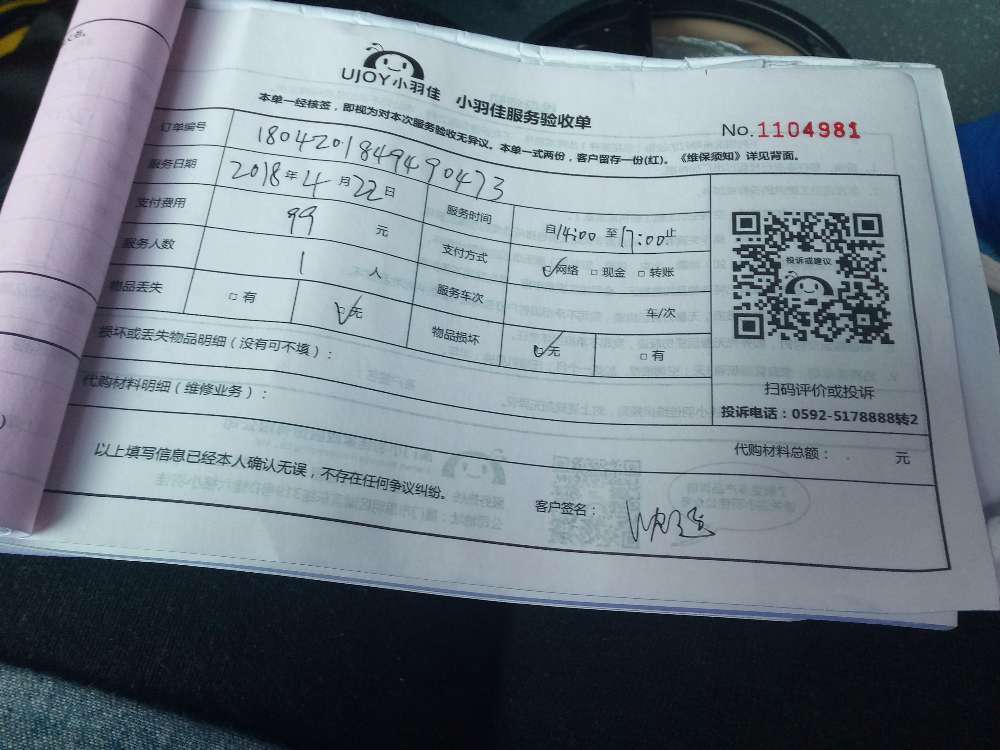 UJOY小羽佳 小羽佳服务验收单
本单一经核签，即视为对本次服务验收无异议。本单一式两份，客户留存一份(红)。《维保须知》详见背面。
No.1104981
订单编号 1804201849490473
服务日期 2018年4月22日 服务时间 自14:00至17:00止
支付费用 99 元 支付方式 ☑网络 □现金 □转账
服务人数 1 人 服务车次 车/次
物品丢失 □有 ☑无 物品损坏 ☑无 □有
投诉或建议
扫码评价或投诉
投诉电话：0592-5178888转2
损坏或丢失物品明细（没有可不填）：
代购材料明细（维修业务）：
代购材料总额： 元
以上填写信息已经本人确认无误，不存在任何争议纠纷。
客户签名：